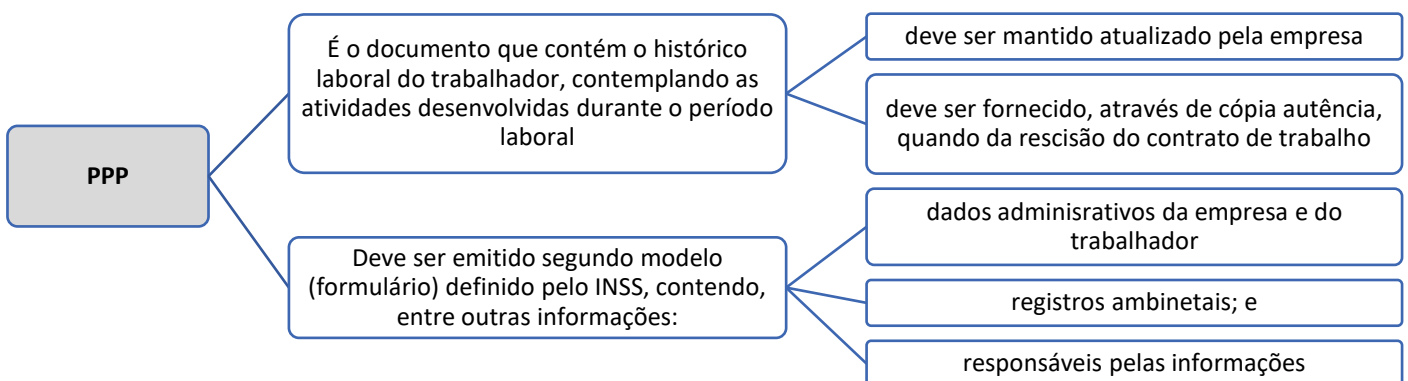 PPP
É o documento que contém o histórico
laboral do trabalhador, contemplando as
atividades desenvolvidas durante o período
laboral
deve ser mantido atualizado pela empresa
deve ser fornecido, através de cópia autência,
quando da rescisão do contrato de trabalho
Deve ser emitido segundo modelo
(formulário) definido pelo INSS, contendo,
entre outras informações:
dados adminisrativos da empresa e do
trabalhador
registros ambinetais; e
responsáveis pelas informações